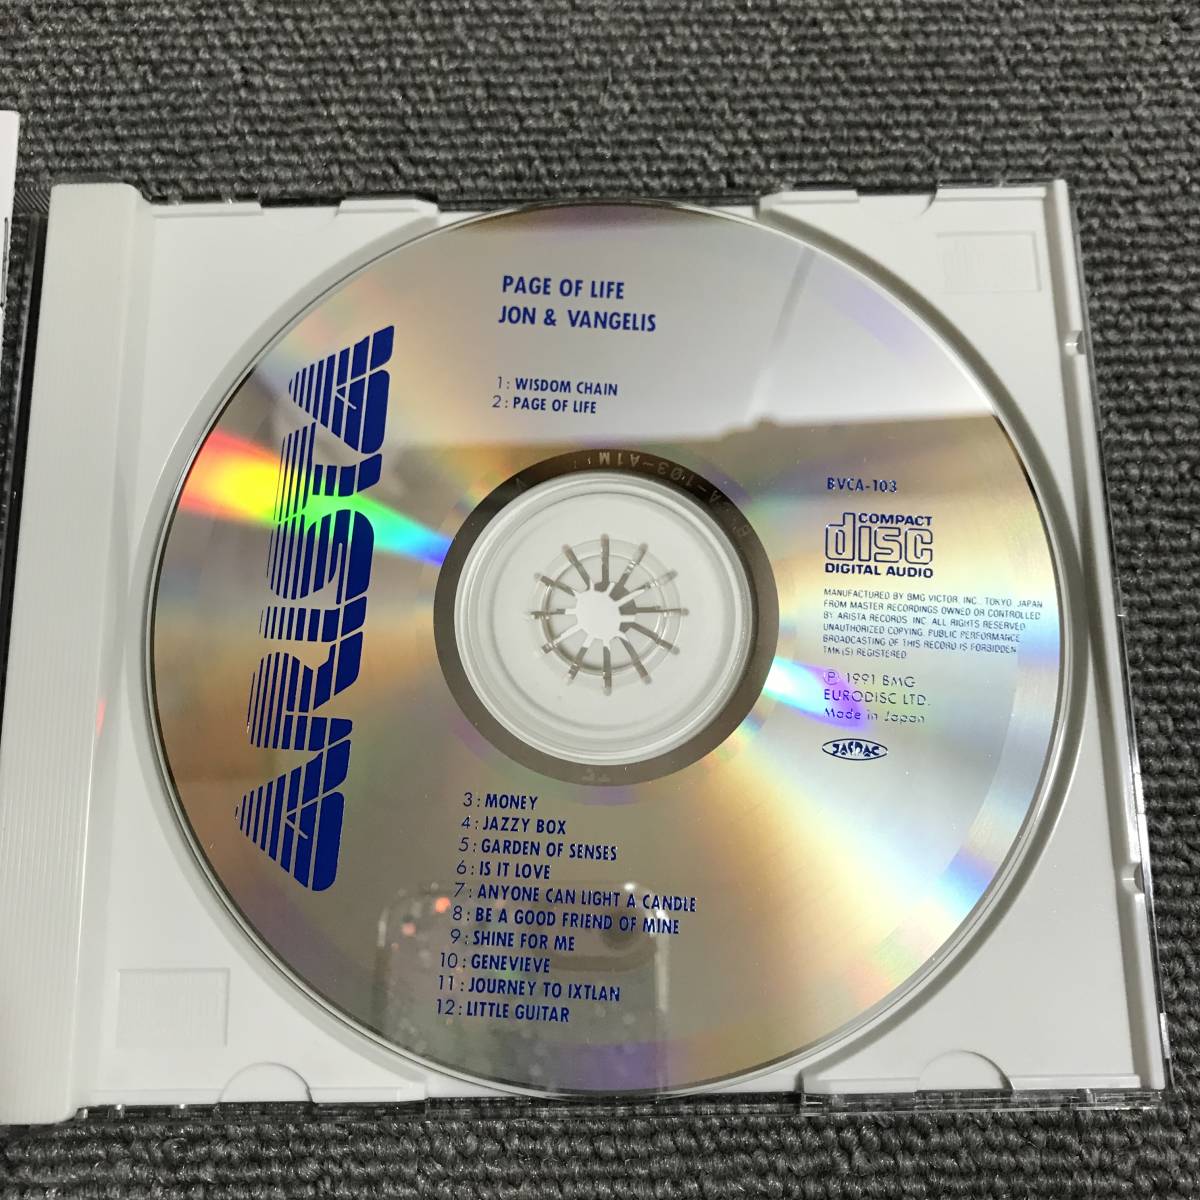 PAGE OF LIFE
JON & VANGELIS
1: WISDOM CHAIN
2: PAGE OF LIFE
ARISTA
BVCA-103
COMPACT
disc
DIGITAL AUDIO
MANUFACTURED BY BMG VICTOR, INC. TOKYO, JAPAN
FROM MASTER RECORDINGS OWNED OR CONTROLLED
BY ARISTA RECORDS, INC. ALL RIGHTS RESERVED
UNAUTHORIZED COPYING, PUBLIC PERFORMANCE
BROADCASTING OF THIS RECORD IS FORBIDDEN
TMK(S) REGISTERED
Ⓟ 1991 BMG
EURODISC LTD.
Made in Japan
JASRAC
3: MONEY
4: JAZZY BOX
5: GARDEN OF SENSES
6: IS IT LOVE
7: ANYONE CAN LIGHT A CANDLE
8: BE A GOOD FRIEND OF MINE
9: SHINE FOR ME
10: GENEVIEVE
11: JOURNEY TO IXTLAN
12: LITTLE GUITAR